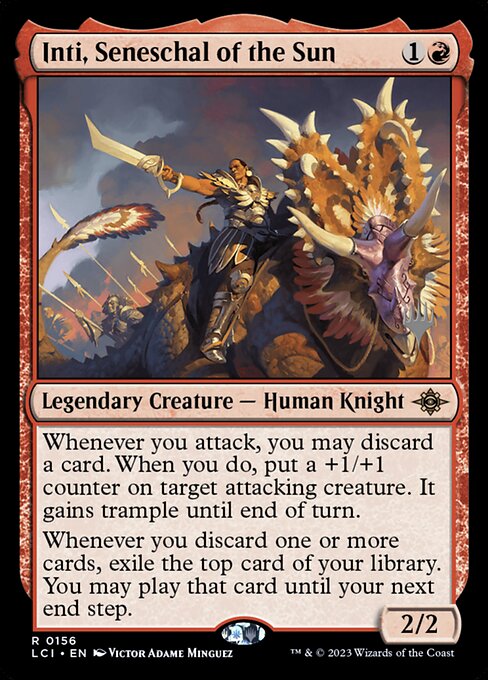 Inti, Seneschal of the Sun 1
Legendary Creature — Human Knight
Whenever you attack, you may discard
a card. When you do, put a +1/+1
counter on target attacking creature. It
gains trample until end of turn.
Whenever you discard one or more
cards, exile the top card of your library.
You may play that card until your next
end step.
2/2
R 0156
LCI • EN Victor Adame Minguez
™ & © 2023 Wizards of the Coast